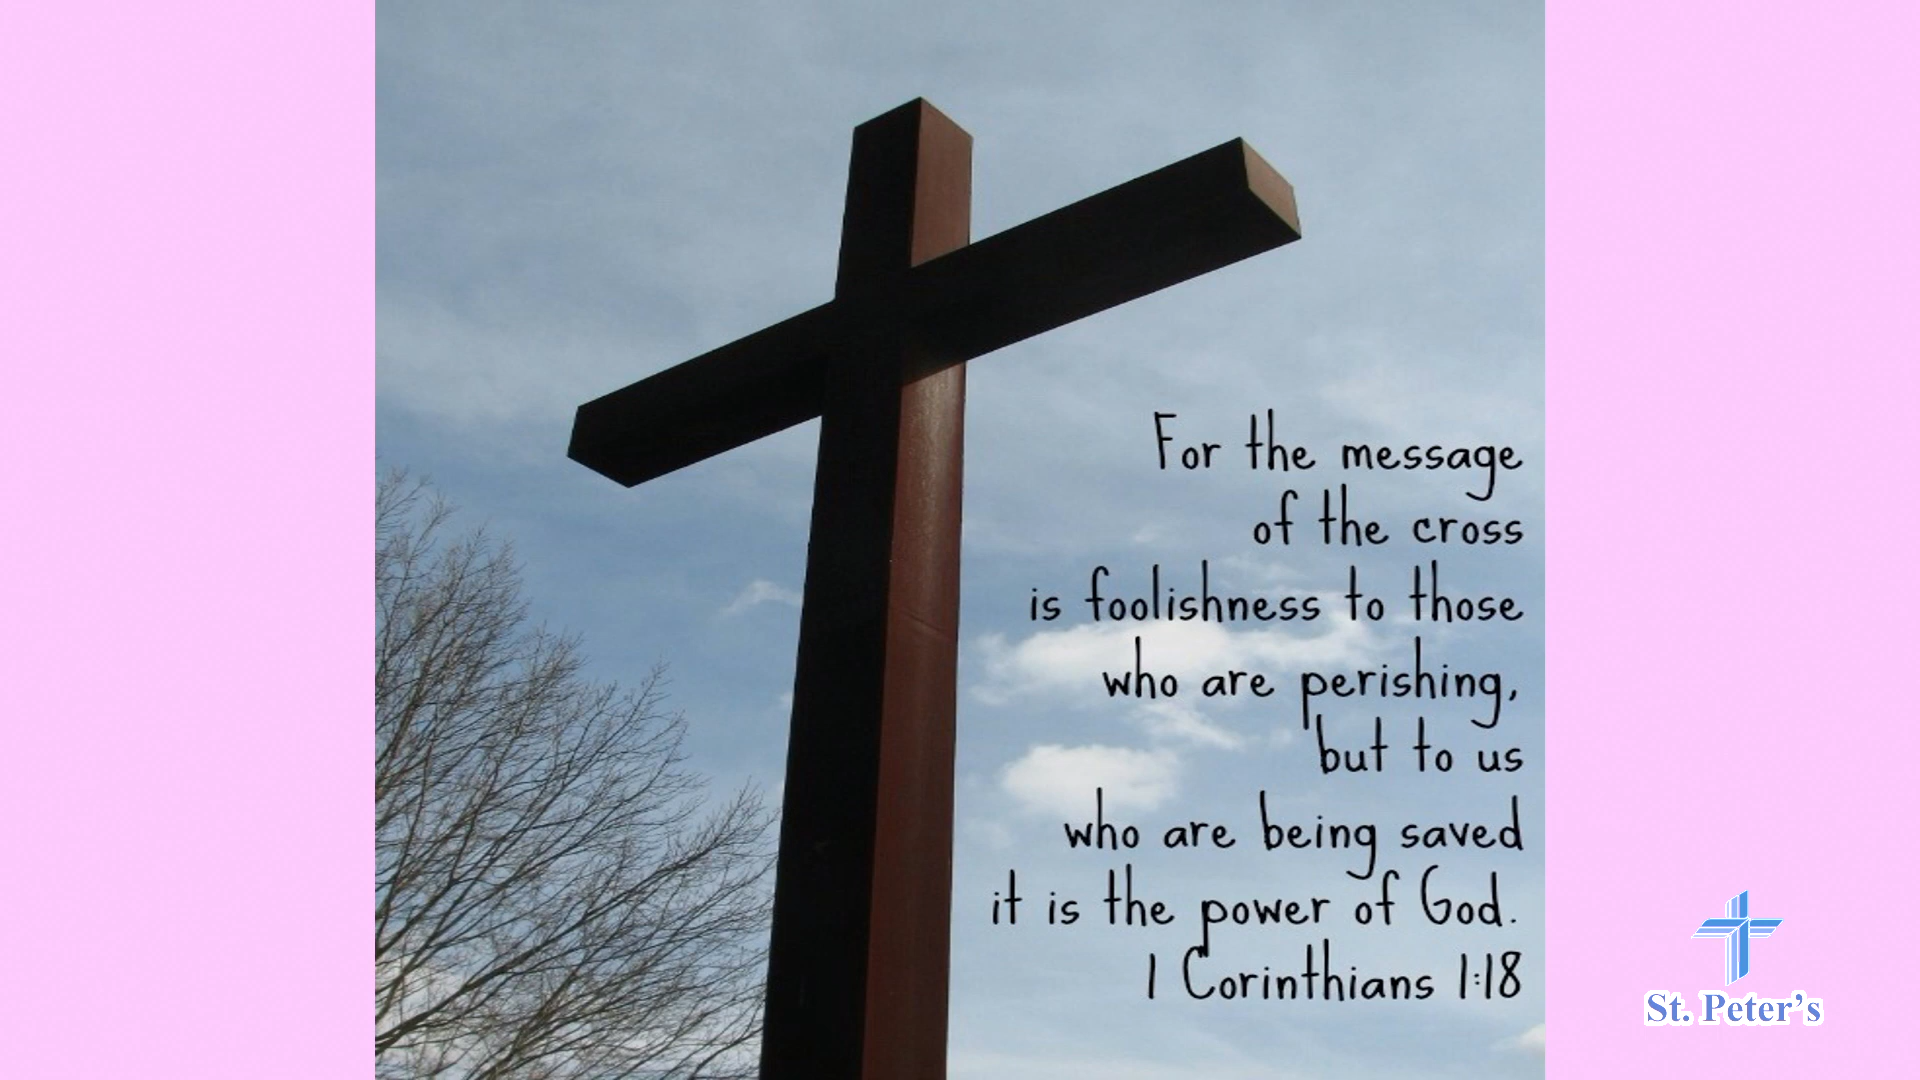 For the message
of the cross
is foolishness to those
who are perishing,
but to us
who are being saved
it is the power of God.
1 Corinthians 1:18
St. Peter's